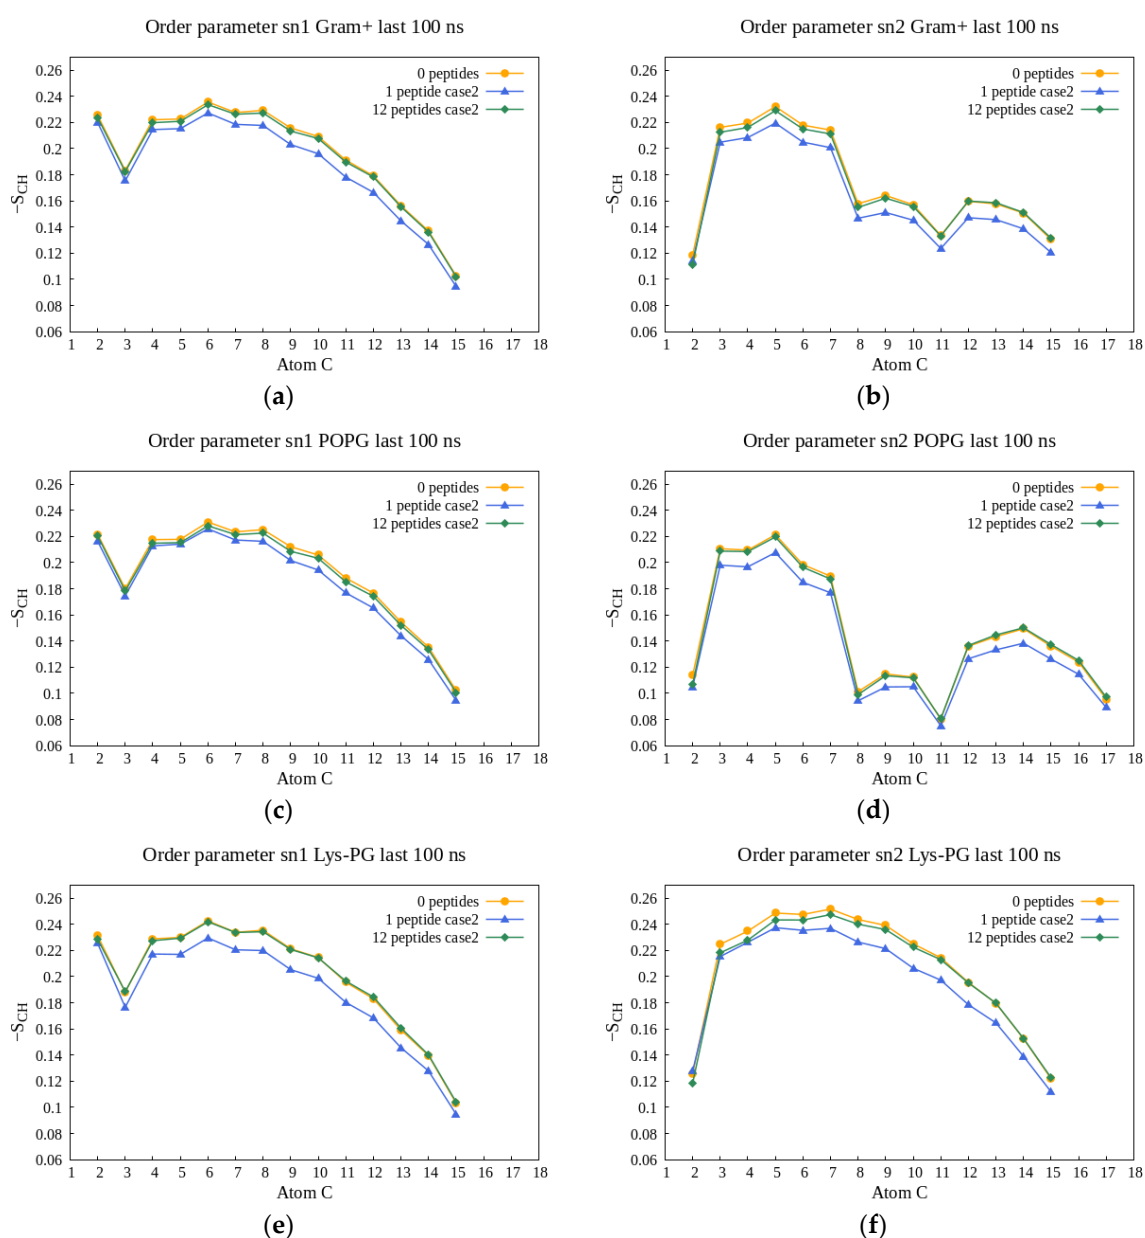 Order parameter sn1 Gram+ last 100 ns
0.26
0.24
0.22
0.2
0.18
0.16
0.14
0.12
0.1
0.08
0.06
−S_CH
0 peptides
1 peptide case2
12 peptides case2
1 2 3 4 5 6 7 8 9 10 11 12 13 14 15 16 17 18
Atom C
(a)
Order parameter sn2 Gram+ last 100 ns
0.26
0.24
0.22
0.2
0.18
0.16
0.14
0.12
0.1
0.08
0.06
−S_CH
0 peptides
1 peptide case2
12 peptides case2
1 2 3 4 5 6 7 8 9 10 11 12 13 14 15 16 17 18
Atom C
(b)
Order parameter sn1 POPG last 100 ns
0.26
0.24
0.22
0.2
0.18
0.16
0.14
0.12
0.1
0.08
0.06
−S_CH
0 peptides
1 peptide case2
12 peptides case2
1 2 3 4 5 6 7 8 9 10 11 12 13 14 15 16 17 18
Atom C
(c)
Order parameter sn2 POPG last 100 ns
0.26
0.24
0.22
0.2
0.18
0.16
0.14
0.12
0.1
0.08
0.06
−S_CH
0 peptides
1 peptide case2
12 peptides case2
1 2 3 4 5 6 7 8 9 10 11 12 13 14 15 16 17 18
Atom C
(d)
Order parameter sn1 Lys-PG last 100 ns
0.26
0.24
0.22
0.2
0.18
0.16
0.14
0.12
0.1
0.08
0.06
−S_CH
0 peptides
1 peptide case2
12 peptides case2
1 2 3 4 5 6 7 8 9 10 11 12 13 14 15 16 17 18
Atom C
(e)
Order parameter sn2 Lys-PG last 100 ns
0.26
0.24
0.22
0.2
0.18
0.16
0.14
0.12
0.1
0.08
0.06
−S_CH
0 peptides
1 peptide case2
12 peptides case2
1 2 3 4 5 6 7 8 9 10 11 12 13 14 15 16 17 18
Atom C
(f)